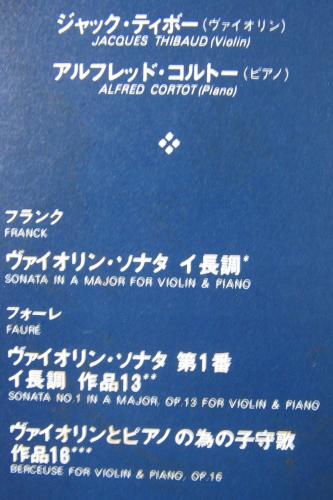 ジャック・ティボー(ヴァイオリン)
JACQUES THIBAUD(Violin)
アルフレッド・コルトー(ピアノ)
ALFRED CORTOT(Piano)
フランク
FRANCK
ヴァイオリン・ソナタ イ長調*
SONATA IN A MAJOR FOR VIOLIN & PIANO
フォーレ
FAURÉ
ヴァイオリン・ソナタ 第1番
イ長調 作品13**
SONATA NO.1 IN A MAJOR, OP.13 FOR VIOLIN & PIANO
ヴァイオリンとピアノの為の子守歌
作品16***
BERCEUSE FOR VIOLIN & PIANO, OP.16